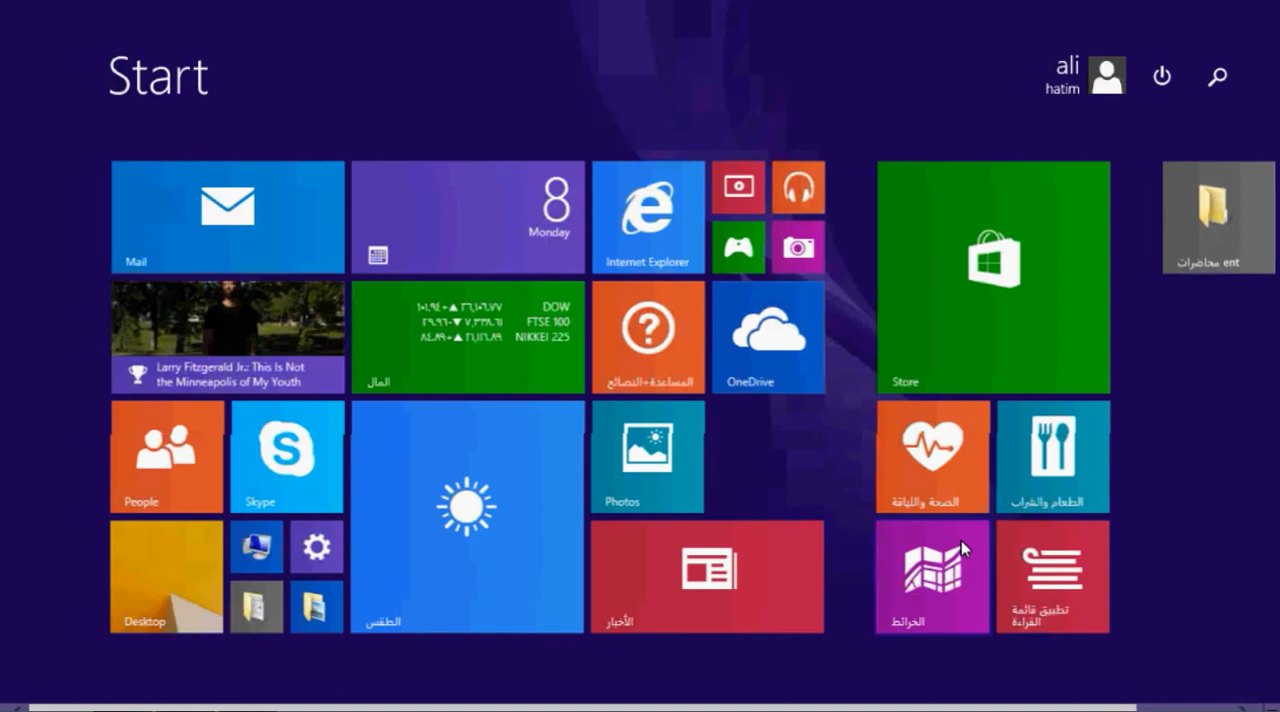 Start
ali
hatim
Mail
8
Monday
Internet Explorer
Larry Fitzgerald Jr.: This Is Not
the Minneapolis of My Youth
DOW
FTSE 100
NIKKEI 225
المال
المساعدة+النصائح
OneDrive
Store
محاضرات ent
People
Skype
الطقس
Photos
الصحة واللياقة
الطعام والشراب
Desktop
الأخبار
الخرائط
تطبيق قائمة
القراءة